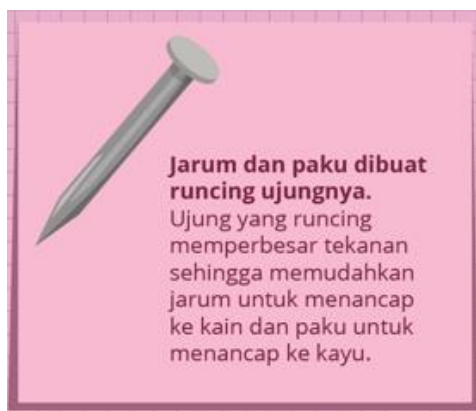 Jarum dan paku dibuat
runcing ujungnya.
Ujung yang runcing
memperbesar tekanan
sehingga memudahkan
jarum untuk menancap
ke kain dan paku untuk
menancap ke kayu.